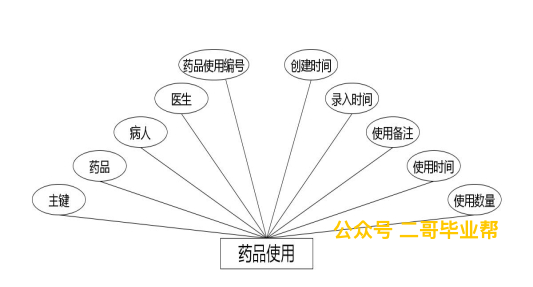 药品使用编号
创建时间
医生
录入时间
病人
使用备注
药品
使用时间
主键
使用数量
公众号 二哥毕业帮
药品使用